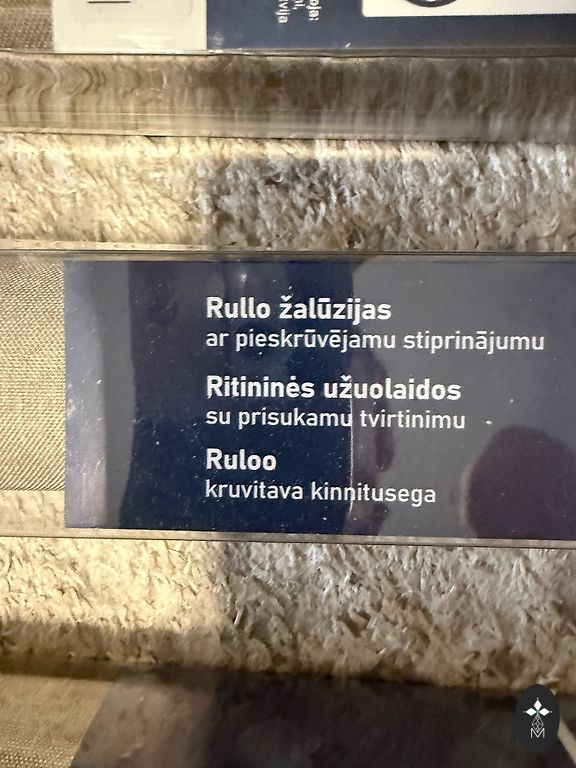 Rullo žalūzijas
ar pieskrūvējamu stiprinājumu
Ritininės užuolaidos
su prisukamu tvirtinimu
Ruloo
kruvitava kinnitusega
M